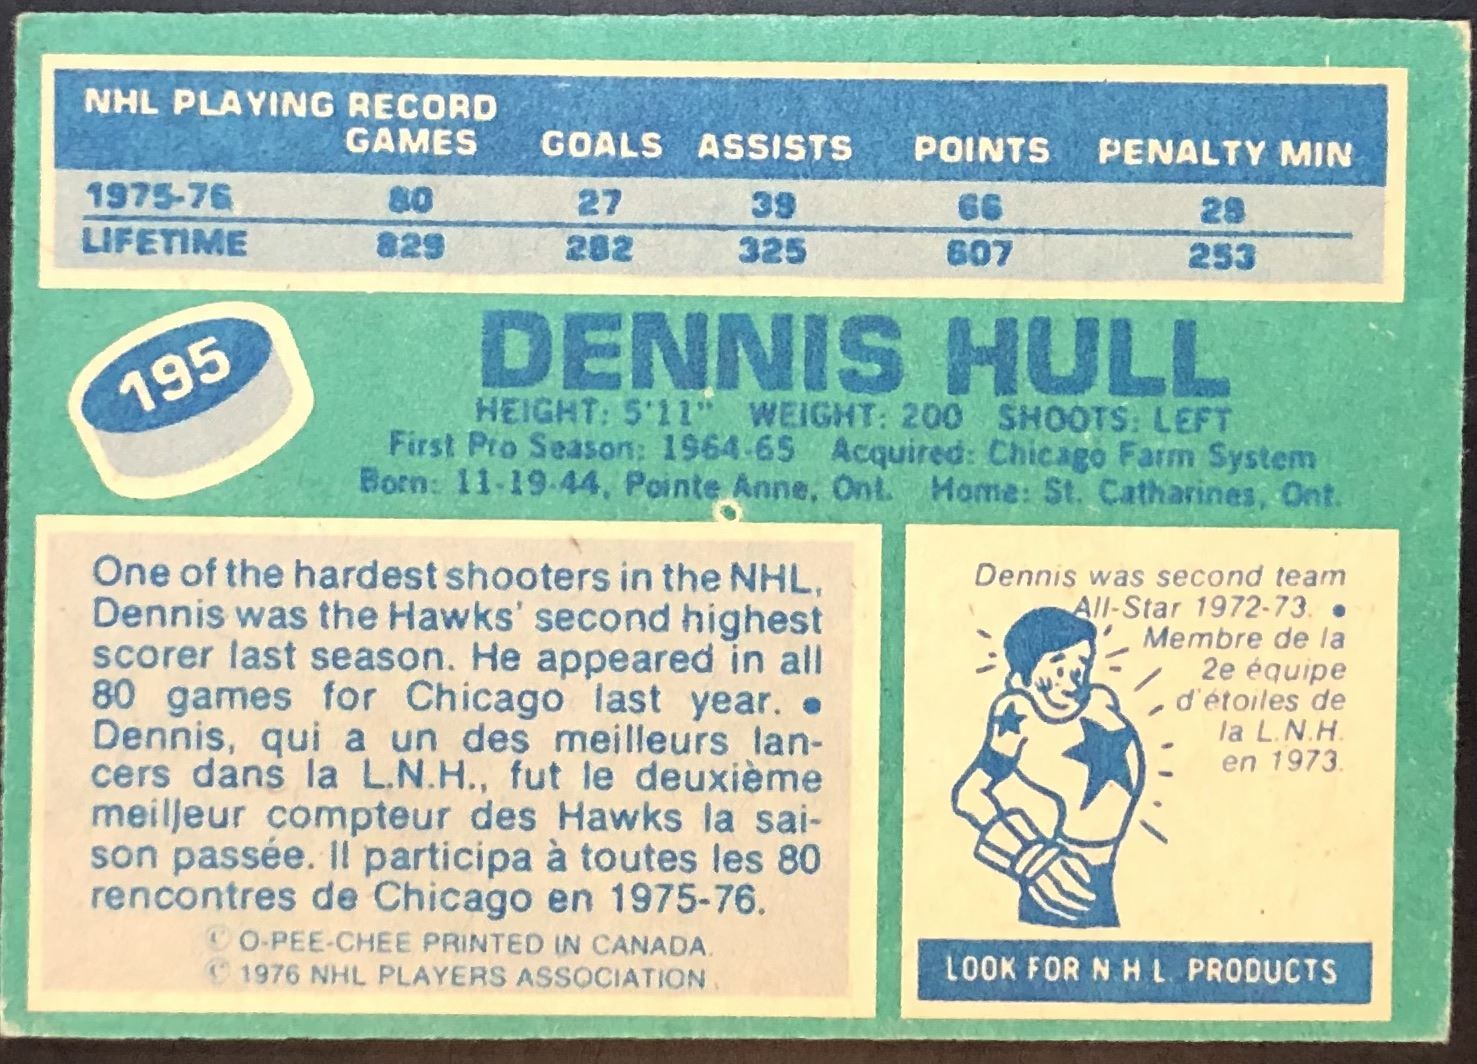 NHL PLAYING RECORD
GAMES GOALS ASSISTS POINTS PENALTY MIN
1975-76 80 27 39 66 28
LIFETIME 829 282 325 607 253
195
DENNIS HULL
HEIGHT: 5'11" WEIGHT: 200 SHOOTS: LEFT
First Pro Season: 1964-65 Acquired: Chicago Farm System
Born: 11-19-44, Pointe Anne, Ont. Home: St. Catharines, Ont.
One of the hardest shooters in the NHL,
Dennis was the Hawks' second highest
scorer last season. He appeared in all
80 games for Chicago last year. •
Dennis, qui a un des meilleurs lan-
cers dans la L.N.H., fut le deuxième
meilleur compteur des Hawks la sai-
son passée. Il participa à toutes les 80
rencontres de Chicago en 1975-76.
© O-PEE-CHEE PRINTED IN CANADA.
© 1976 NHL PLAYERS ASSOCIATION.
Dennis was second team
All-Star 1972-73. •
Membre de la
2e équipe
d'étoiles de
la L.N.H.
en 1973.
LOOK FOR N H L PRODUCTS